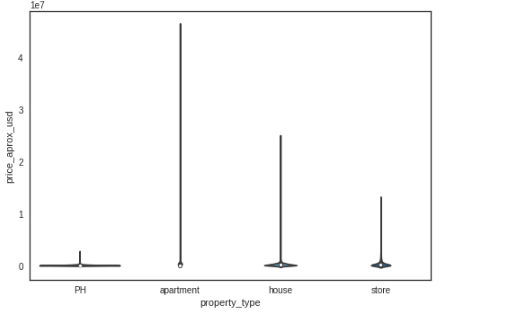 1e7
4
3
2
1
0
price_aprox_usd
PH apartment house store
property_type